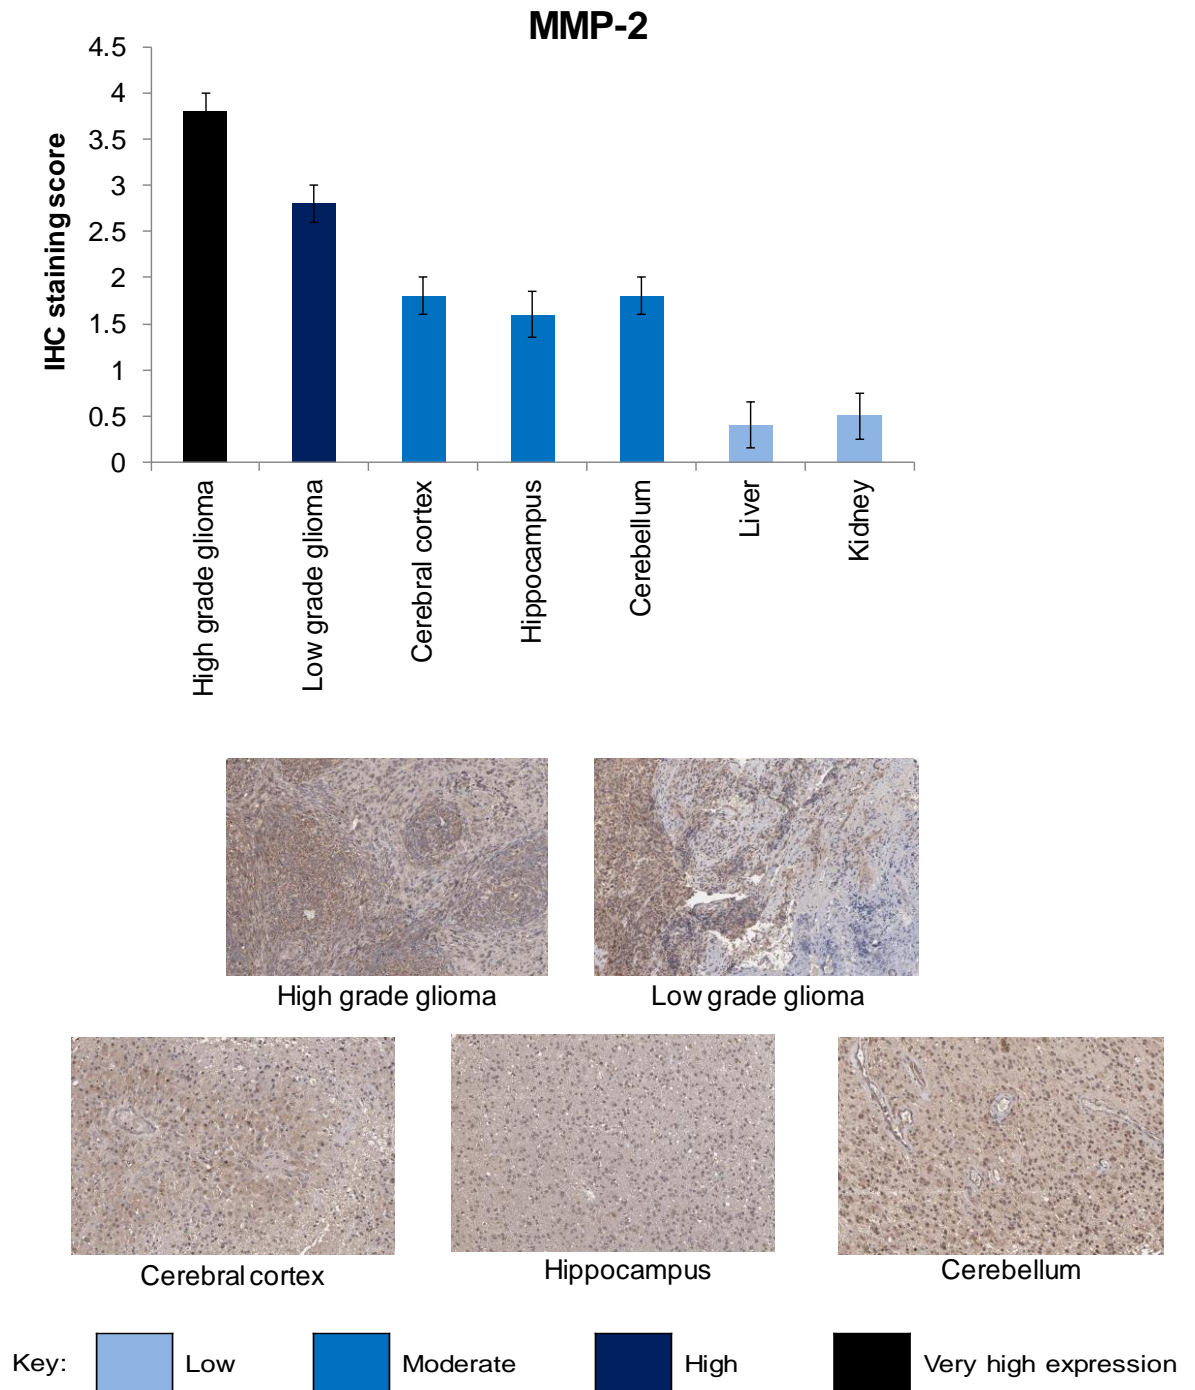 MMP-2
4.5
4
3.5
3
2.5
2
1.5
1
0.5
0
IHC staining score
High grade glioma
Low grade glioma
Cerebral cortex
Hippocampus
Cerebellum
Liver
Kidney
High grade glioma
Low grade glioma
Cerebral cortex
Hippocampus
Cerebellum
Key:
Low
Moderate
High
Very high expression